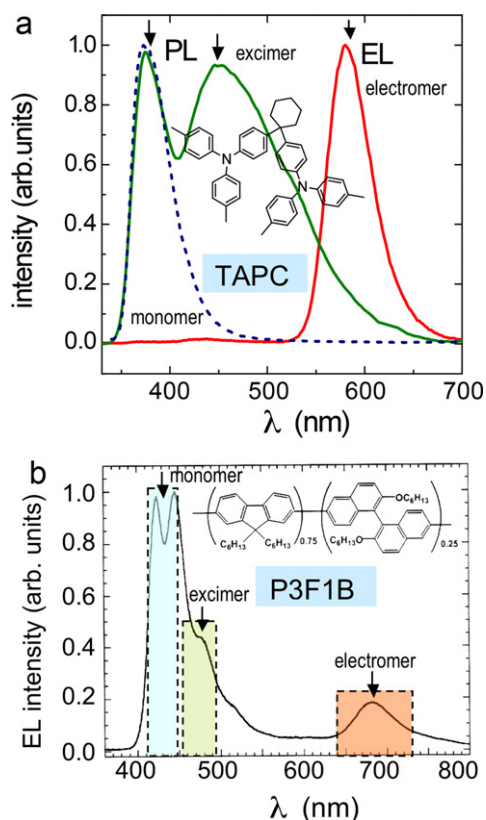 a
PL
excimer
EL
electromer
N
N
TAPC
monomer
intensity (arb.units)
1.0
0.8
0.6
0.4
0.2
0.0
400 500 600 700
λ (nm)
b
monomer
C₆H₁₃ C₆H₁₃
0.75
OC₆H₁₃
C₆H₁₃O
0.25
P3F1B
excimer
electromer
EL intensity (arb. units)
1.0
0.8
0.6
0.4
0.2
0.0
400 500 600 700 800
λ (nm)